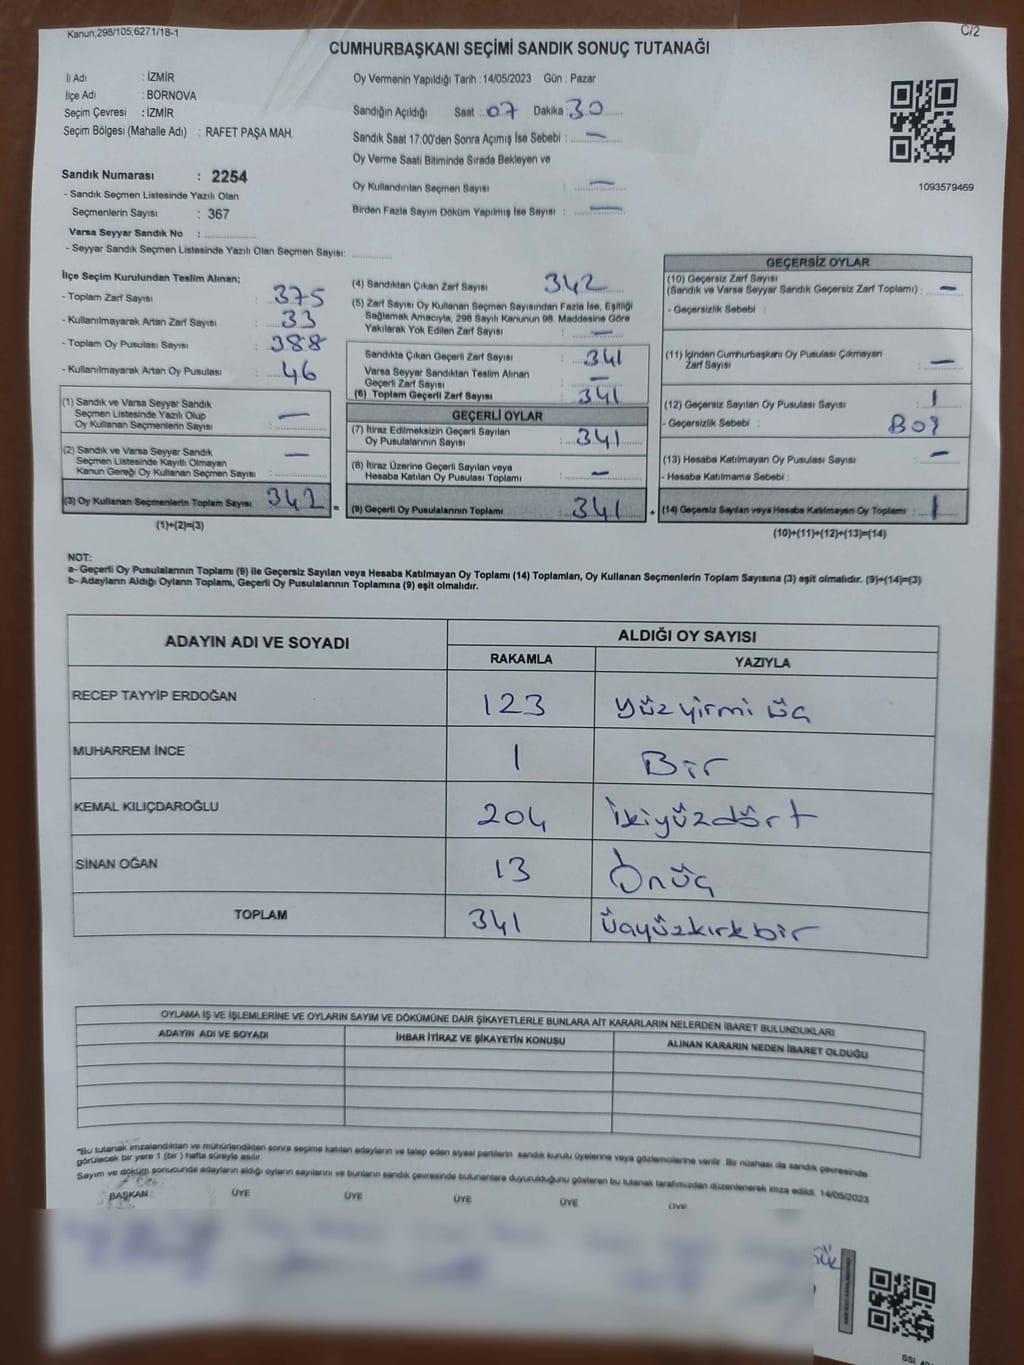 Kanun;298/105;6271/18-1
C/2
CUMHURBAŞKANI SEÇİMİ SANDIK SONUÇ TUTANAĞI
İl Adı : İZMİR
İlçe Adı : BORNOVA
Seçim Çevresi : İZMİR
Seçim Bölgesi (Mahalle Adı) : RAFET PAŞA MAH.
Oy Vermenin Yapıldığı Tarih : 14/05/2023 Gün : Pazar
Sandığın Açıldığı Saat : 07 Dakika : 30
Sandık Saat 17:00'den Sonra Açımış İse Sebebi : —
Oy Verme Saati Bitiminde Sırada Bekleyen ve
Oy Kullandırılan Seçmen Sayısı : —
Birden Fazla Sayım Döküm Yapılmış İse Sayısı : —
1093579469
Sandık Numarası : 2254
- Sandık Seçmen Listesinde Yazılı Olan
Seçmenlerin Sayısı : 367
Varsa Seyyar Sandık No :
- Seyyar Sandık Seçmen Listesinde Yazılı Olan Seçmen Sayısı:
İlçe Seçim Kurulundan Teslim Alınan;
- Toplam Zarf Sayısı : 375
- Kullanılmayarak Artan Zarf Sayısı : 33
- Toplam Oy Pusulası Sayısı : 388
- Kullanılmayarak Artan Oy Pusulası : 46
(1) Sandık ve Varsa Seyyar Sandık
Seçmen Listesinde Yazılı Olup
Oy Kullanan Seçmenlerin Sayısı : —
(2) Sandık ve Varsa Seyyar Sandık
Seçmen Listesinde Kayıtlı Olmayan
Kanun Gereği Oy Kullanan Seçmen Sayısı : —
(3) Oy Kullanan Seçmenlerin Toplam Sayısı 342
(1)+(2)=(3)
=
(4) Sandıktan Çıkan Zarf Sayısı : 342
(5) Zarf Sayısı Oy Kullanan Seçmen Sayısından Fazla İse, Eşitliği
Sağlamak Amacıyla, 298 Sayılı Kanunun 98. Maddesine Göre
Yakılarak Yok Edilen Zarf Sayısı : —
Sandıkta Çıkan Geçerli Zarf Sayısı : 341
Varsa Seyyar Sandıktan Teslim Alınan
Geçerli Zarf Sayısı : —
(6) Toplam Geçerli Zarf Sayısı : 341
GEÇERLİ OYLAR
(7) İtiraz Edilmeksizin Geçerli Sayılan
Oy Pusulalarının Sayısı : 341
(8) İtiraz Üzerine Geçerli Sayılan veya
Hesaba Katılan Oy Pusulası Toplamı : —
(9) Geçerli Oy Pusulalarının Toplamı : 341
+
GEÇERSİZ OYLAR
(10) Geçersiz Zarf Sayısı
(Sandık ve Varsa Seyyar Sandık Geçersiz Zarf Toplamı) : —
- Geçersizlik Sebebi :
(11) İçinden Cumhurbaşkanı Oy Pusulası Çıkmayan
Zarf Sayısı : —
(12) Geçersiz Sayılan Oy Pusulası Sayısı : 1
- Geçersizlik Sebebi : Boş
(13) Hesaba Katılmayan Oy Pusulası Sayısı : —
- Hesaba Katılmama Sebebi :
(14) Geçersiz Sayılan veya Hesaba Katılmayan Oy Toplamı : 1
(10)+(11)+(12)+(13)=(14)
NOT:
a- Geçerli Oy Pusulalarının Toplamı (9) ile Geçersiz Sayılan veya Hesaba Katılmayan Oy Toplamı (14) Toplamları, Oy Kullanan Seçmenlerin Toplam Sayısına (3) eşit olmalıdır. (9)+(14)=(3)
b- Adayların Aldığı Oyların Toplamı, Geçerli Oy Pusulalarının Toplamına (9) eşit olmalıdır.
ADAYIN ADI VE SOYADI
ALDIĞI OY SAYISI
RAKAMLA YAZIYLA
RECEP TAYYİP ERDOĞAN 123 yüzyirmi üç
MUHARREM İNCE 1 Bir
KEMAL KILIÇDAROĞLU 204 ikiyüzdört
SİNAN OĞAN 13 Onüç
TOPLAM 341 üçyüzkırkbir
OYLAMA İŞ VE İŞLEMLERİNE VE OYLARIN SAYIM VE DÖKÜMÜNE DAİR ŞİKAYETLERLE BUNLARA AİT KARARLARIN NELERDEN İBARET BULUNDUKLARI
ADAYIN ADI VE SOYADI İHBAR İTİRAZ VE ŞİKAYETİN KONUSU ALINAN KARARIN NEDEN İBARET OLDUĞU
"Bu tutanak imzalandıktan ve mühürlendikten sonra seçime katılan adayların ve talep eden siyasi partilerin sandık kurulu üyelerine veya gözlemcilerine verilir. Bir nüshası da sandık çevresinde
görülecek bir yere 1 (bir) hafta süreyle asılır.
Sayım ve döküm sonucunda adayların aldığı oyların sayılarını ve bunların sandık çevresinde bulunanlara duyurulduğunu gösteren bu tutanak tarafımızdan düzenlenerek imza edildi. 14/05/2023
BAŞKAN ÜYE ÜYE ÜYE ÜYE ÜYE